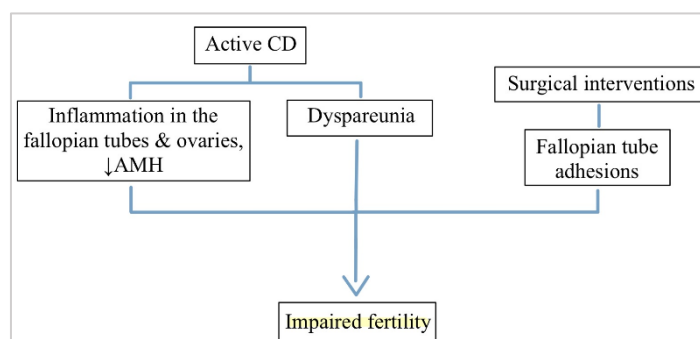 Active CD
Surgical interventions
Inflammation in the
fallopian tubes & ovaries,
↓AMH
Dyspareunia
Fallopian tube
adhesions
Impaired fertility